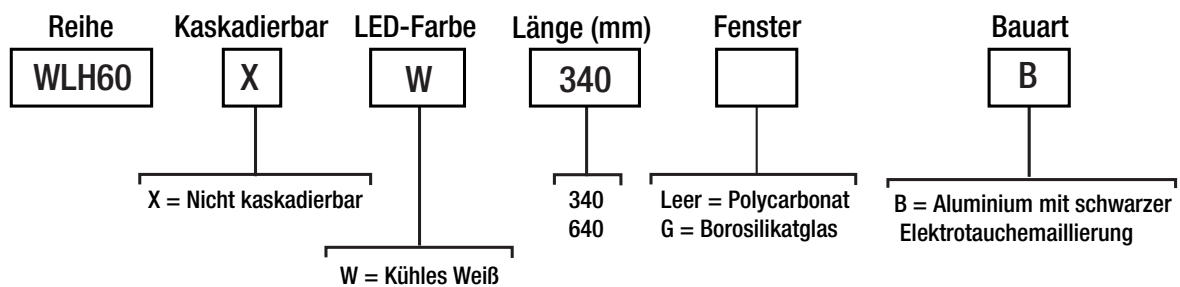 Reihe Kaskadierbar LED-Farbe Länge (mm) Fenster Bauart
WLH60 X W 340 B
X = Nicht kaskadierbar
340
640
Leer = Polycarbonat
G = Borosilikatglas
B = Aluminium mit schwarzer
Elektrotauchemaillierung
W = Kühles Weiß